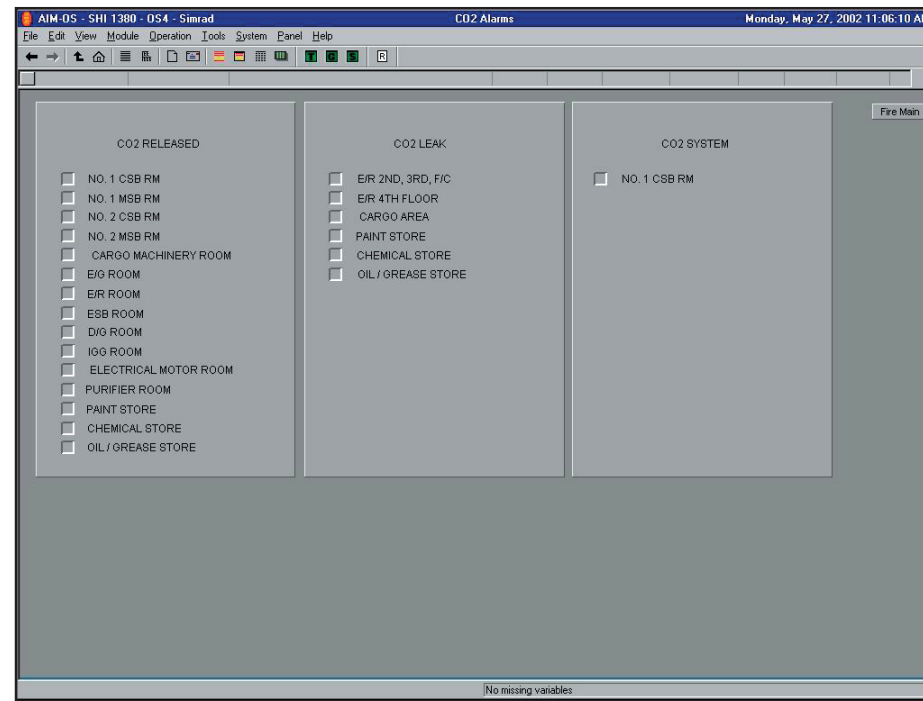 AIM-OS - SHI 1380 - OS4 - Simrad CO2 Alarms Monday, May 27, 2002 11:06:10 A
File Edit View Module Operation Tools System Panel Help
T G S R
Fire Main
CO2 RELEASED
NO. 1 CSB RM
NO. 1 MSB RM
NO. 2 CSB RM
NO. 2 MSB RM
CARGO MACHINERY ROOM
E/G ROOM
E/R ROOM
ESB ROOM
D/G ROOM
IGG ROOM
ELECTRICAL MOTOR ROOM
PURIFIER ROOM
PAINT STORE
CHEMICAL STORE
OIL / GREASE STORE
CO2 LEAK
E/R 2ND, 3RD, F/C
E/R 4TH FLOOR
CARGO AREA
PAINT STORE
CHEMICAL STORE
OIL / GREASE STORE
CO2 SYSTEM
NO. 1 CSB RM
No missing variables